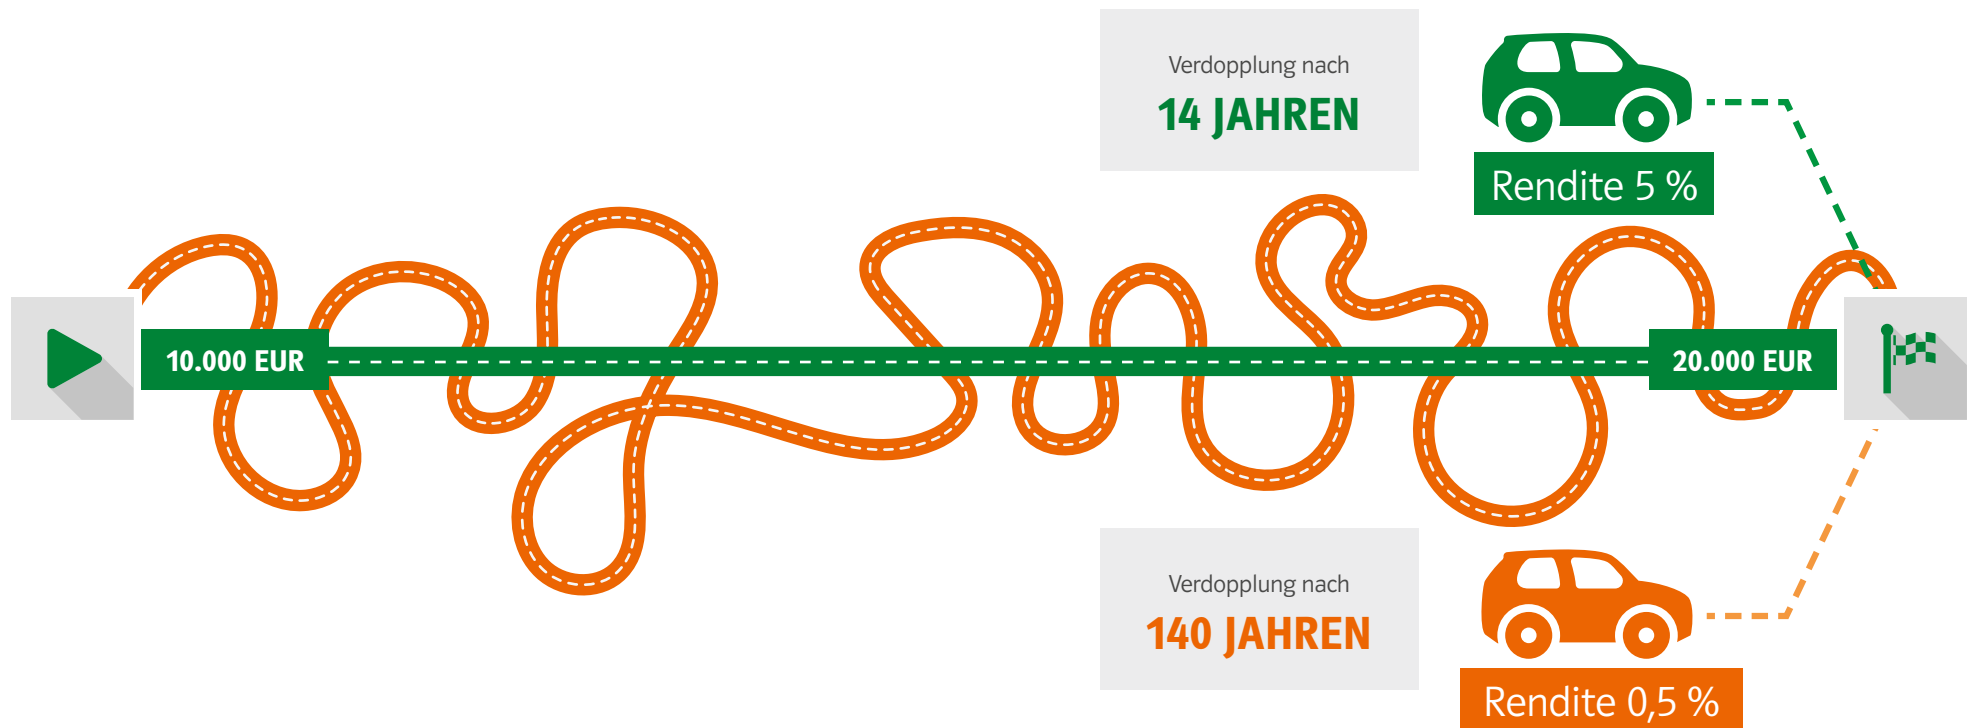 Verdopplung nach
14 JAHREN
Rendite 5 %
10.000 EUR
20.000 EUR
Verdopplung nach
140 JAHREN
Rendite 0,5 %